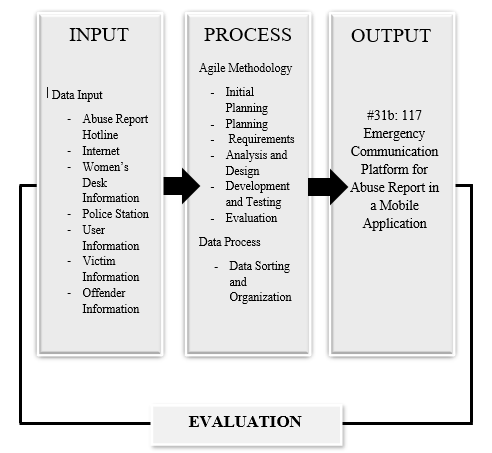 INPUT
Data Input
- Abuse Report
Hotline
- Internet
- Women's
Desk
Information
- Police Station
- User
Information
- Victim
Information
- Offender
Information
PROCESS
Agile Methodology
- Initial
Planning
- Planning
- Requirements
- Analysis and
Design
- Development
and Testing
- Evaluation
Data Process
- Data Sorting
and
Organization
OUTPUT
#31b: 117
Emergency
Communication
Platform for
Abuse Report in
a Mobile
Application
EVALUATION